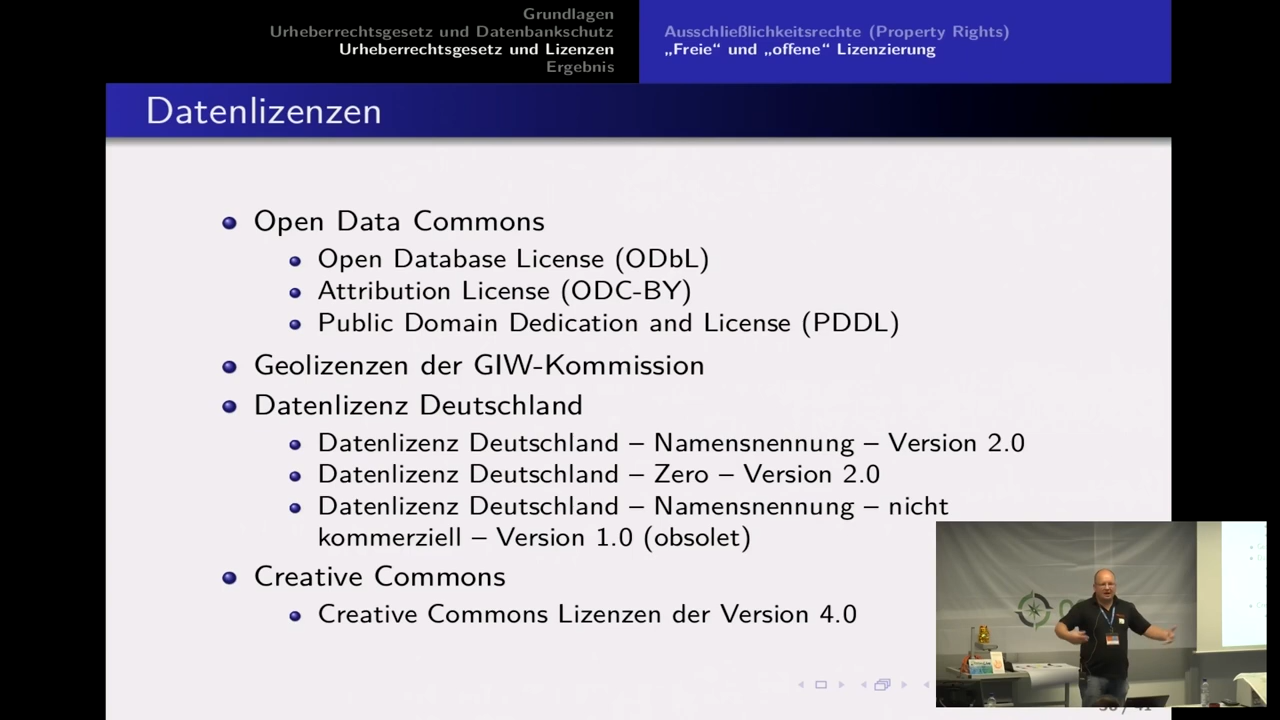 Grundlagen
Urheberrechtsgesetz und Datenbankschutz
Urheberrechtsgesetz und Lizenzen
Ergebnis
Ausschließlichkeitsrechte (Property Rights)
„Freie“ und „offene“ Lizenzierung
Datenlizenzen
Open Data Commons
Open Database License (ODbL)
Attribution License (ODC-BY)
Public Domain Dedication and License (PDDL)
Geolizenzen der GIW-Kommission
Datenlizenz Deutschland
Datenlizenz Deutschland – Namensnennung – Version 2.0
Datenlizenz Deutschland – Zero – Version 2.0
Datenlizenz Deutschland – Namensnennung – nicht
kommerziell – Version 1.0 (obsolet)
Creative Commons
Creative Commons Lizenzen der Version 4.0